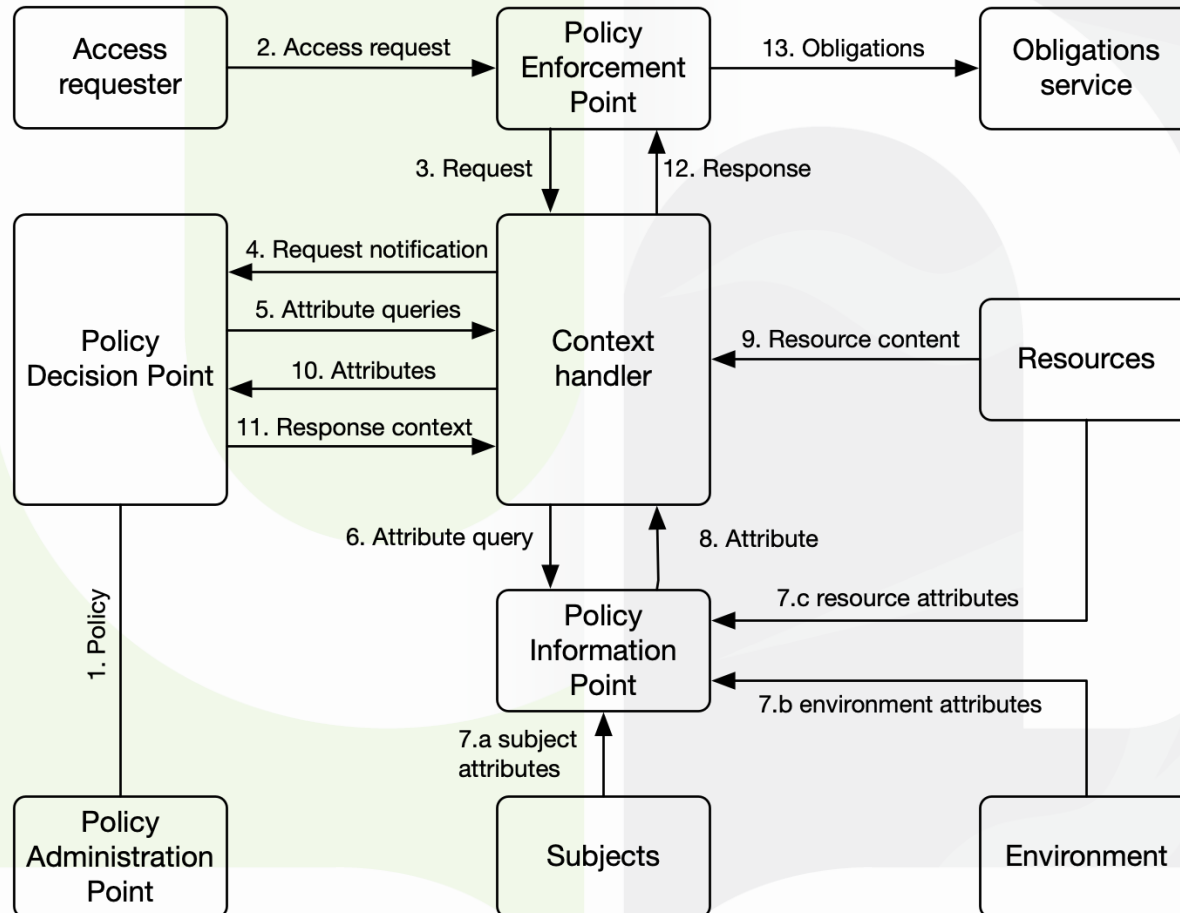 Access
requester
2. Access request
Policy
Enforcement
Point
13. Obligations
Obligations
service
3. Request
12. Response
4. Request notification
5. Attribute queries
Policy
Decision Point
10. Attributes
11. Response context
Context
handler
9. Resource content
Resources
6. Attribute query
8. Attribute
7.c resource attributes
Policy
Information
Point
7.b environment attributes
1. Policy
7.a subject
attributes
Policy
Administration
Point
Subjects
Environment